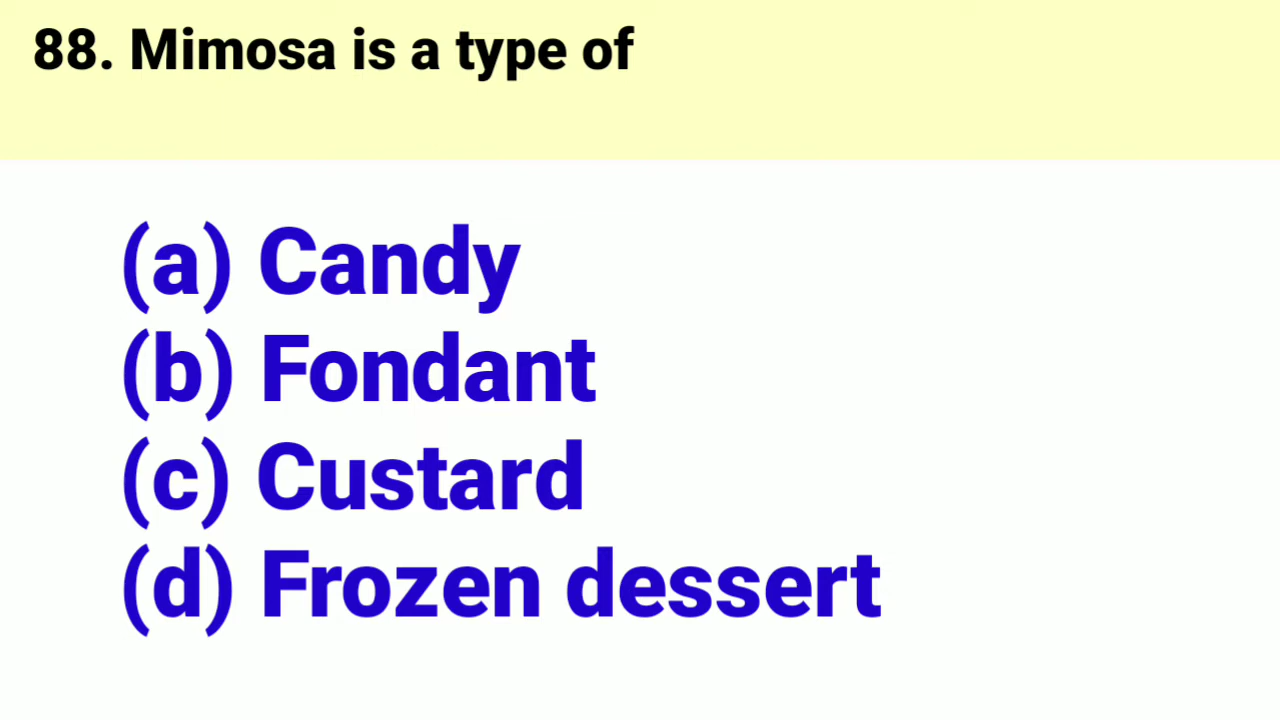 88. Mimosa is a type of
(a) Candy
(b) Fondant
(c) Custard
(d) Frozen dessert